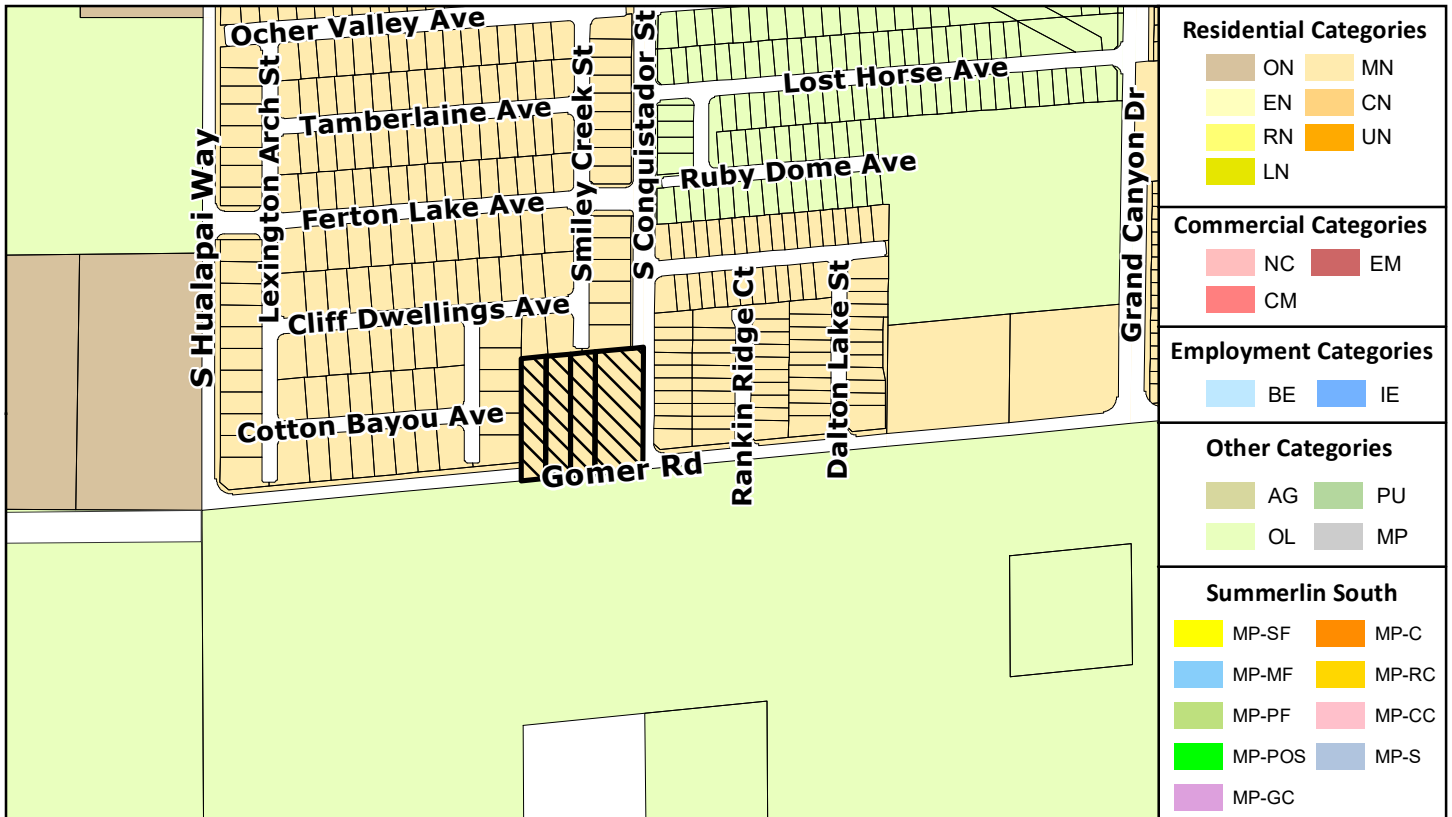 Ocher Valley Ave
Lexington Arch St
Tamberlaine Ave
Smiley Creek St
S Conquistador St
Lost Horse Ave
Ruby Dome Ave
Grand Canyon Dr
S Hualapai Way
Ferton Lake Ave
Cliff Dwellings Ave
Rankin Ridge Ct
Dalton Lake St
Cotton Bayou Ave
Gomer Rd
Residential Categories
ON MN
EN CN
RN UN
LN
Commercial Categories
NC EM
CM
Employment Categories
BE IE
Other Categories
AG PU
OL MP
Summerlin South
MP-SF MP-C
MP-MF MP-RC
MP-PF MP-CC
MP-POS MP-S
MP-GC